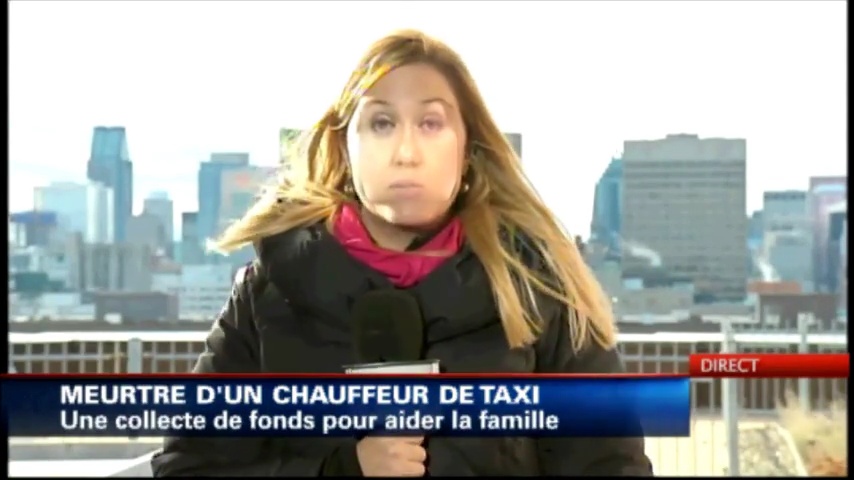 DIRECT
MEURTRE D'UN CHAUFFEUR DE TAXI
Une collecte de fonds pour aider la famille